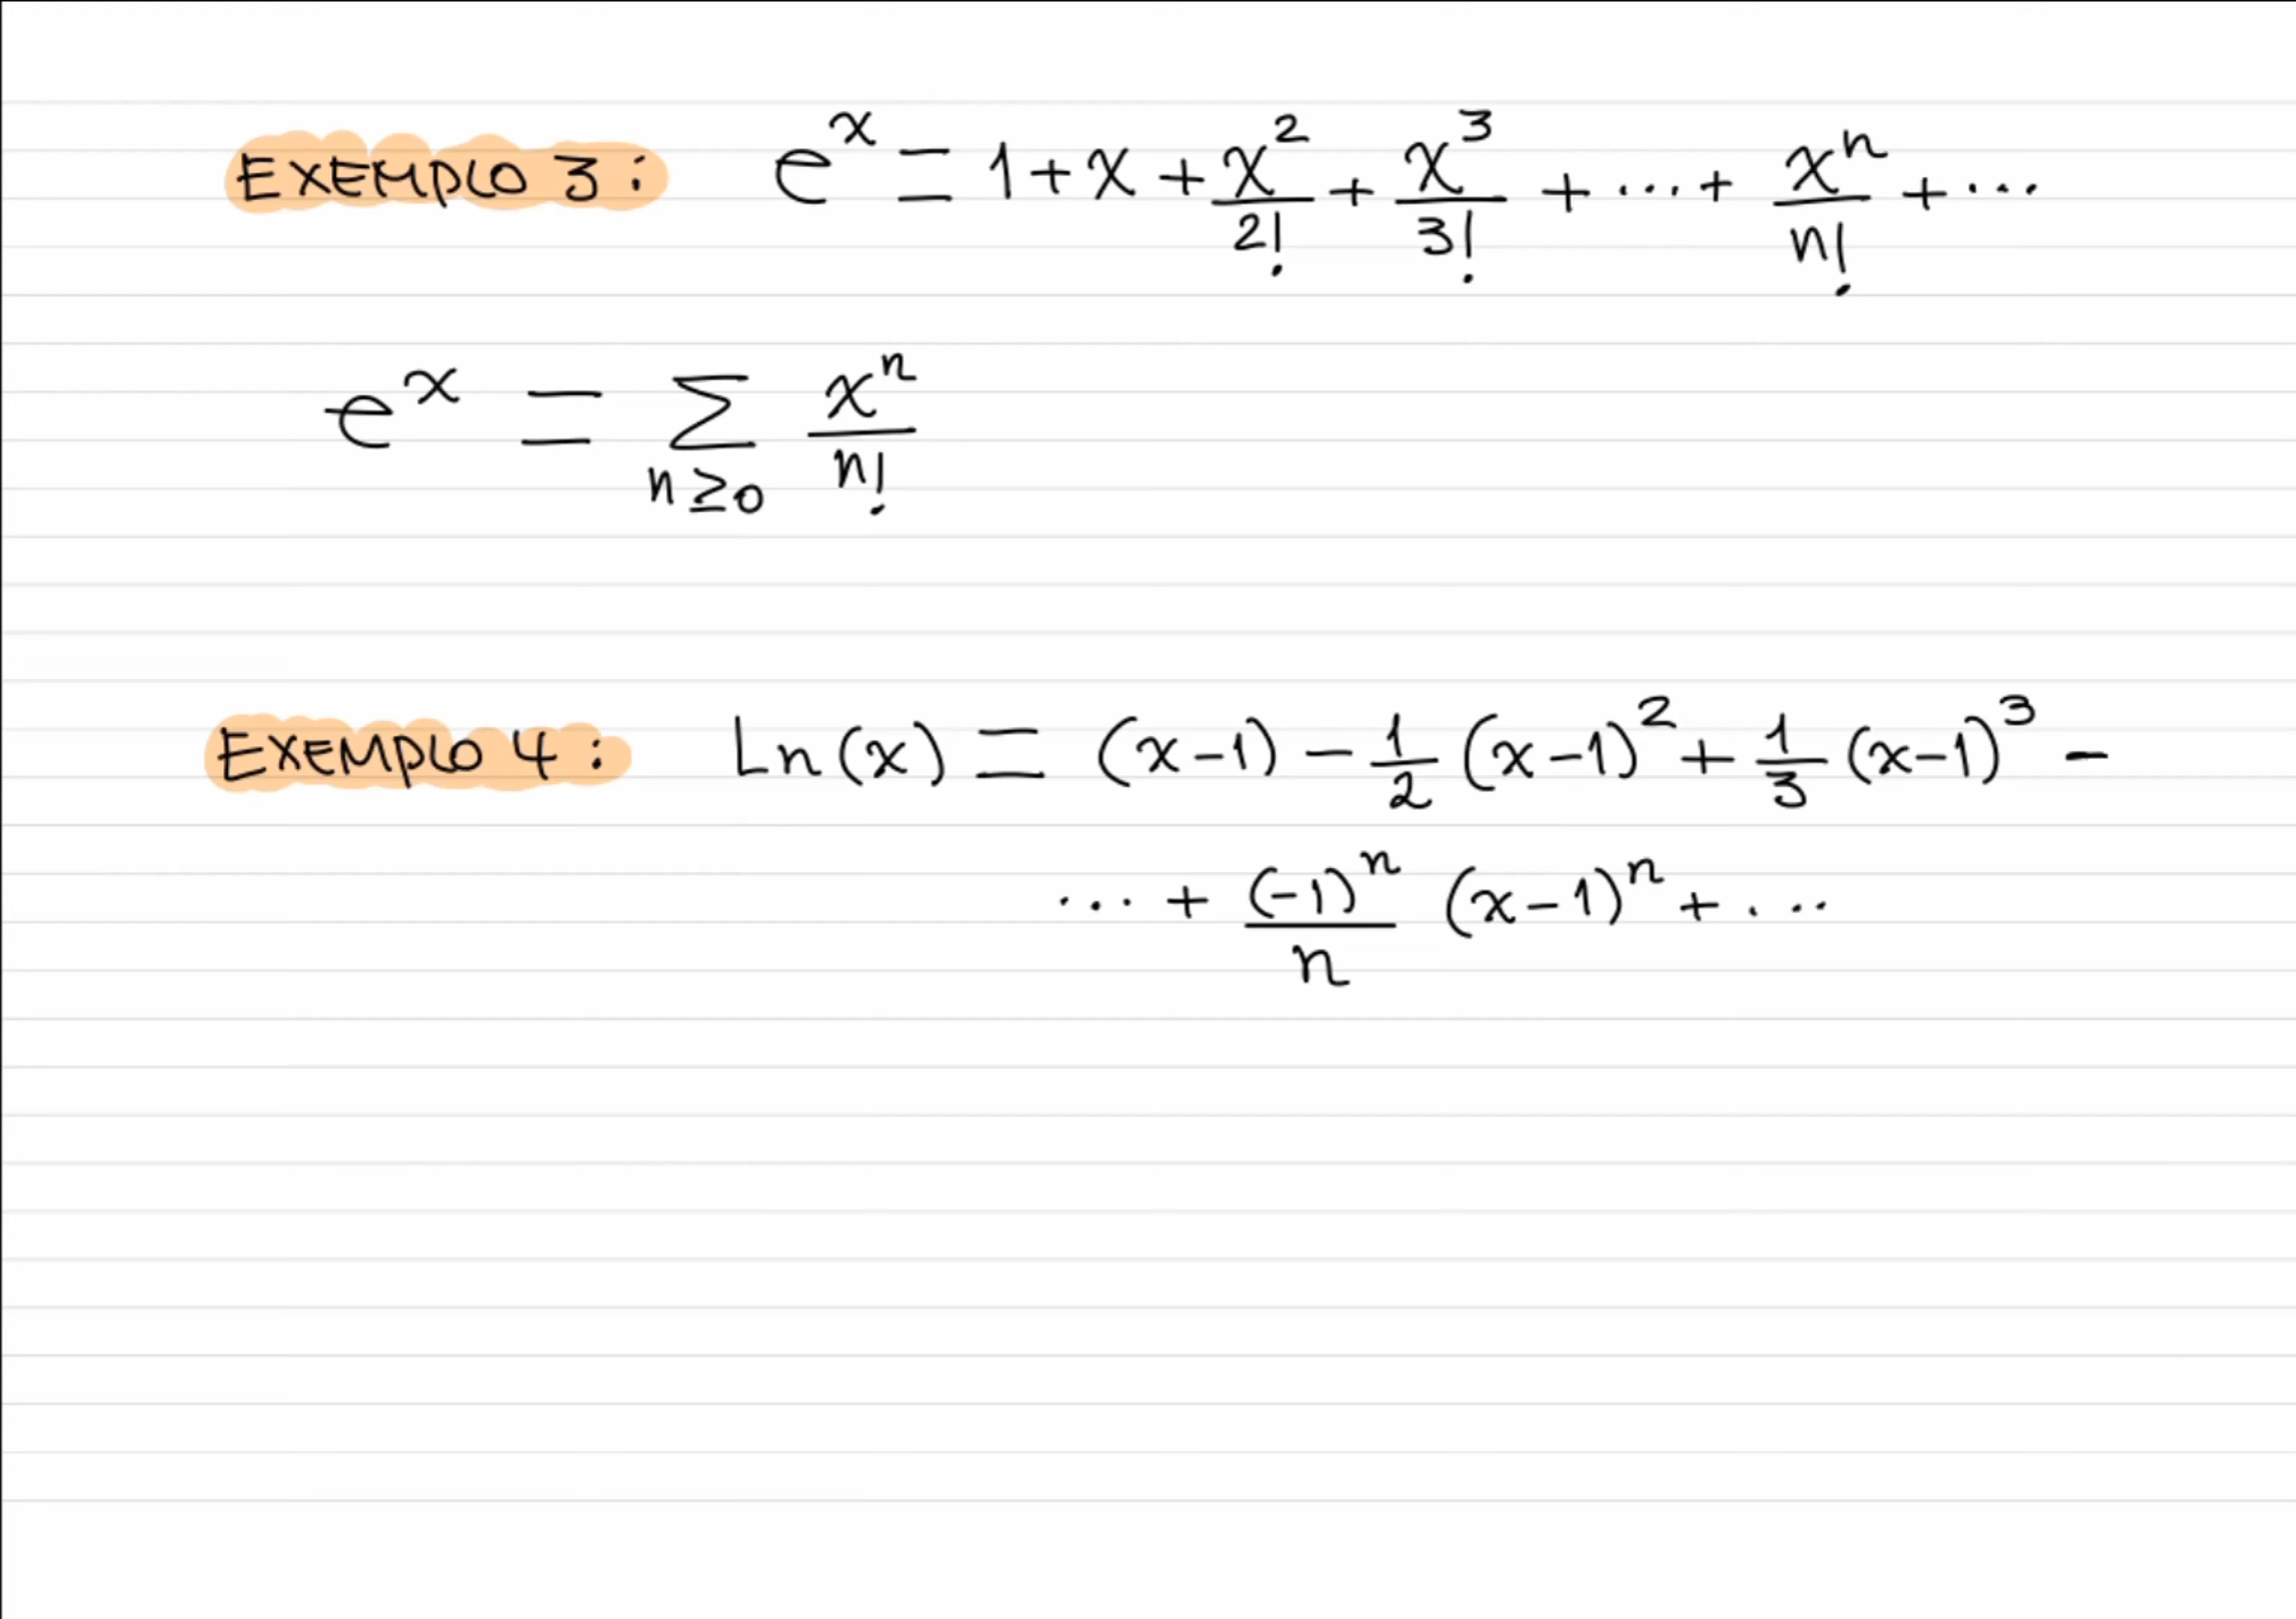 EXEMPLO 3: e^x = 1 + x + x^2/2! + x^3/3! + ... + x^n/n! + ...
e^x = ∑_{n≥0} x^n/n!
EXEMPLO 4: Ln(x) = (x-1) - 1/2 (x-1)^2 + 1/3 (x-1)^3 -
... + (-1)^n/n (x-1)^n + ...